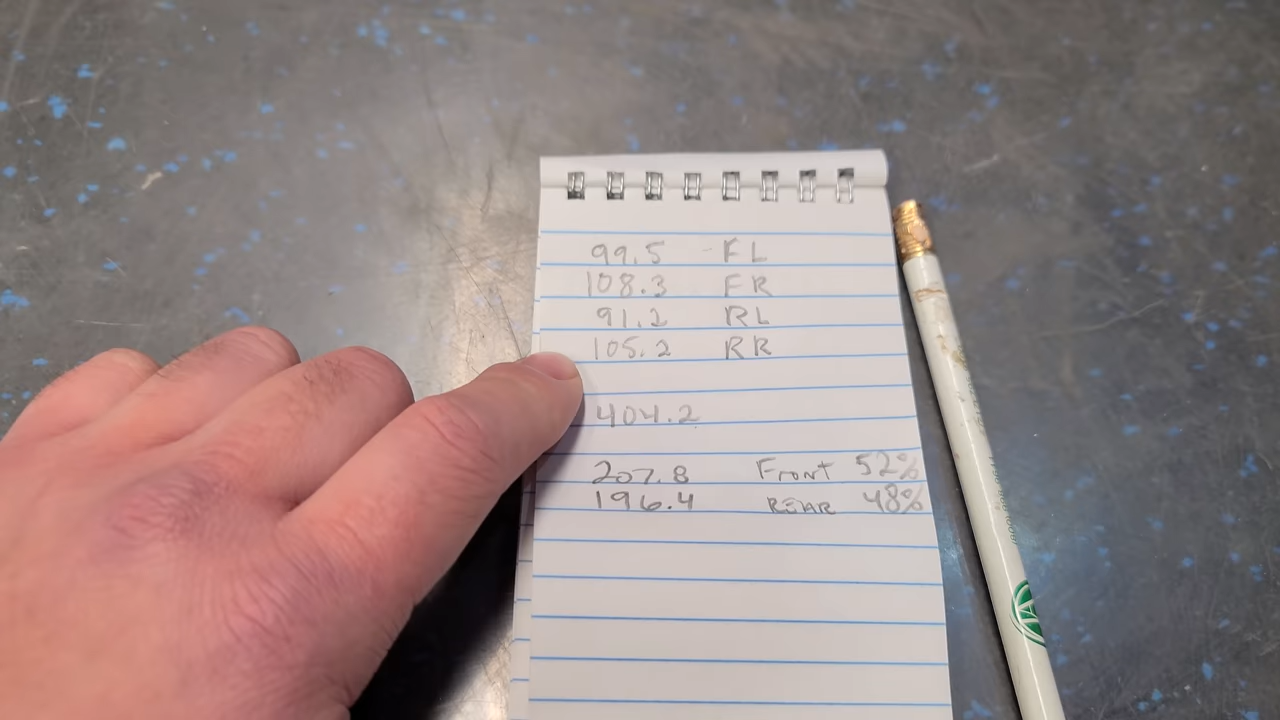 99.5 - FL
108.3 FR
91.2 RL
105.2 RR
404.2
207.8 Front 52%
196.4 REAR 48%